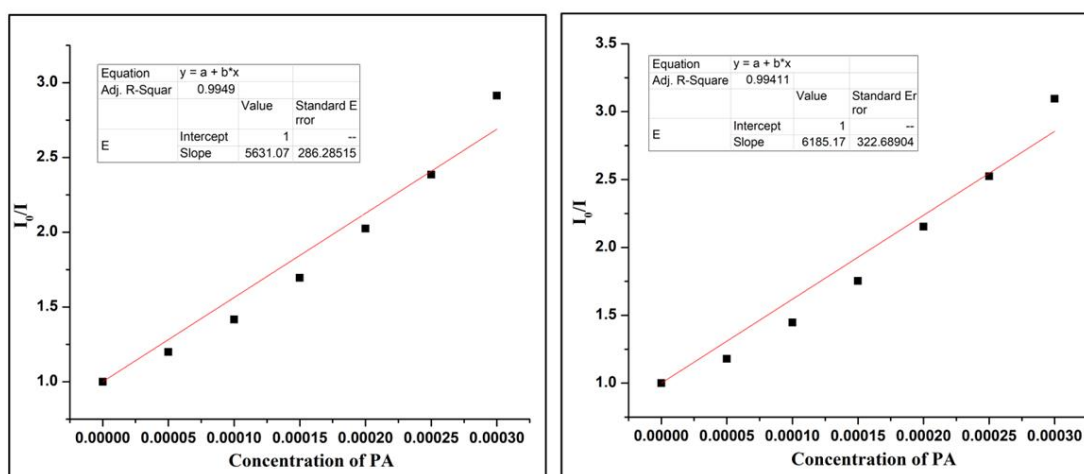 Equation y = a + b*x
Adj. R-Squar 0.9949
Value Standard E
rror
E Intercept 1 --
Slope 5631.07 286.28515
3.0
2.5
2.0
1.5
1.0
I0/I
0.00000 0.00005 0.00010 0.00015 0.00020 0.00025 0.00030
Concentration of PA
Equation y = a + b*x
Adj. R-Square 0.99411
Value Standard Er
ror
E Intercept 1 --
Slope 6185.17 322.68904
3.5
3.0
2.5
2.0
1.5
1.0
I0/I
0.00000 0.00005 0.00010 0.00015 0.00020 0.00025 0.00030
Concentration of PA